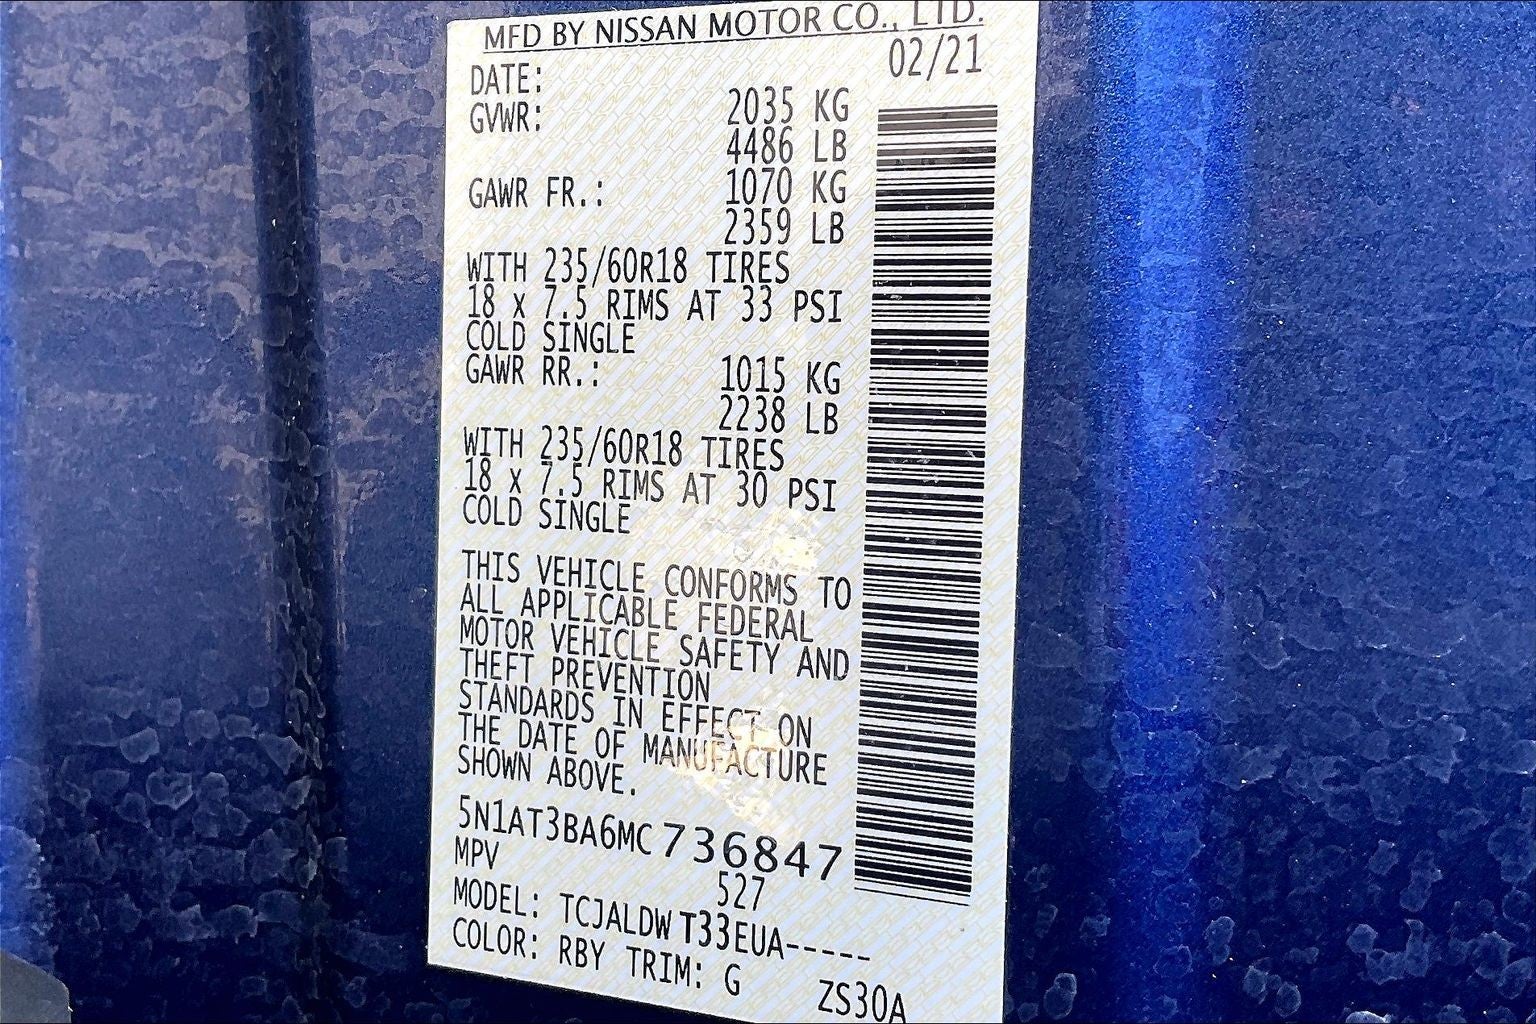 MFD BY NISSAN MOTOR CO., LTD.
DATE: 02/21
GVWR: 2035 KG
4486 LB
GAWR FR.: 1070 KG
2359 LB
WITH 235/60R18 TIRES
18 x 7.5 RIMS AT 33 PSI
COLD SINGLE
GAWR RR.: 1015 KG
2238 LB
WITH 235/60R18 TIRES
18 x 7.5 RIMS AT 30 PSI
COLD SINGLE
THIS VEHICLE CONFORMS TO
ALL APPLICABLE FEDERAL
MOTOR VEHICLE SAFETY AND
THEFT PREVENTION
STANDARDS IN EFFECT ON
THE DATE OF MANUFACTURE
SHOWN ABOVE.
5N1AT3BA6MC736847
MPV 527
MODEL: TCJALDWT33EUA-----
COLOR: RBY TRIM: G ZS30A